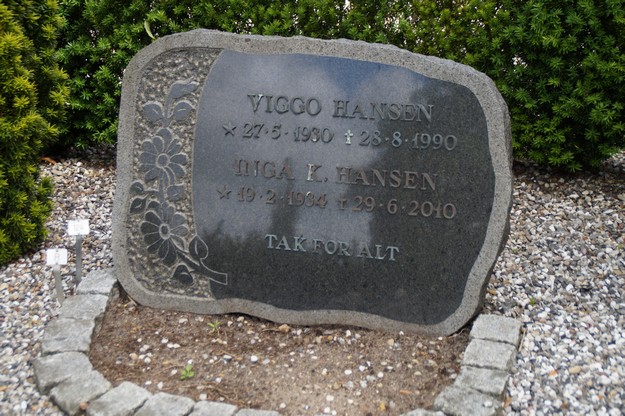 VIGGO HANSEN
★ 27·5·1930 ✝ 28·8·1990
INGA K. HANSEN
★ 19·2·1934 ✝ 29·6·2010
TAK FOR ALT